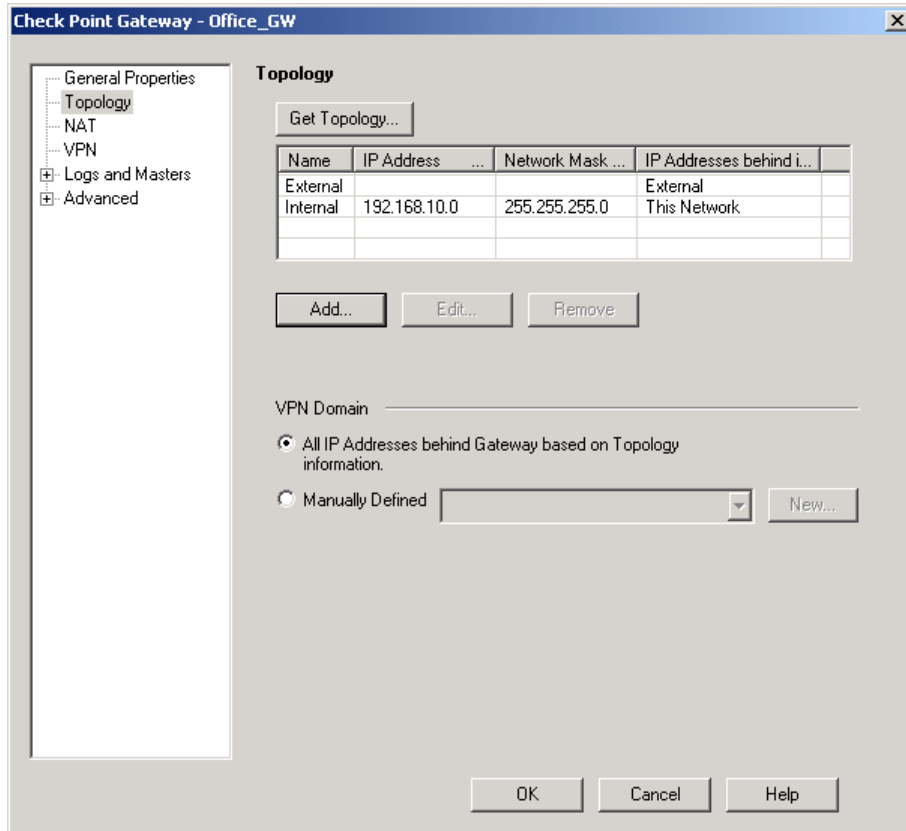 Check Point Gateway - Office_GW
General Properties
Topology
NAT
VPN
Logs and Masters
Advanced
Topology
Get Topology...
Name IP Address ... Network Mask ... IP Addresses behind i...
External External
Internal 192.168.10.0 255.255.255.0 This Network
Add... Edit... Remove
VPN Domain
All IP Addresses behind Gateway based on Topology
information.
Manually Defined New...
OK Cancel Help